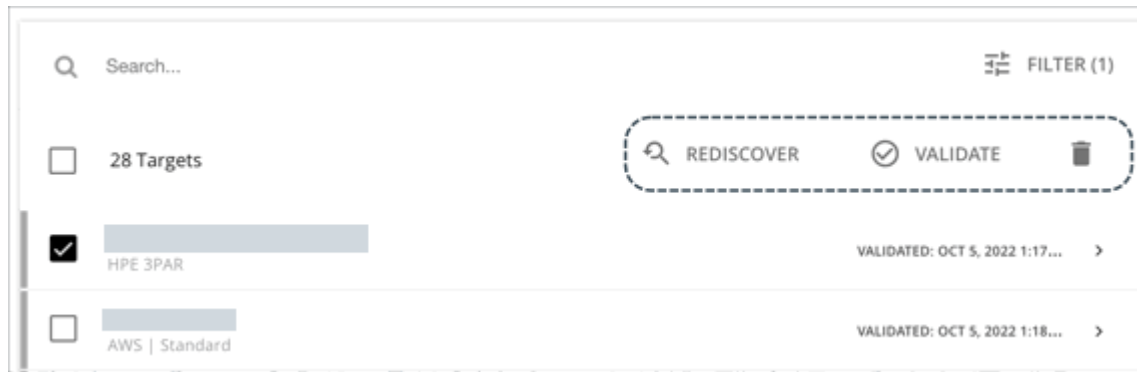 Search...
FILTER (1)
28 Targets
REDISCOVER
VALIDATE
HPE 3PAR
VALIDATED: OCT 5, 2022 1:17...
AWS | Standard
VALIDATED: OCT 5, 2022 1:18...